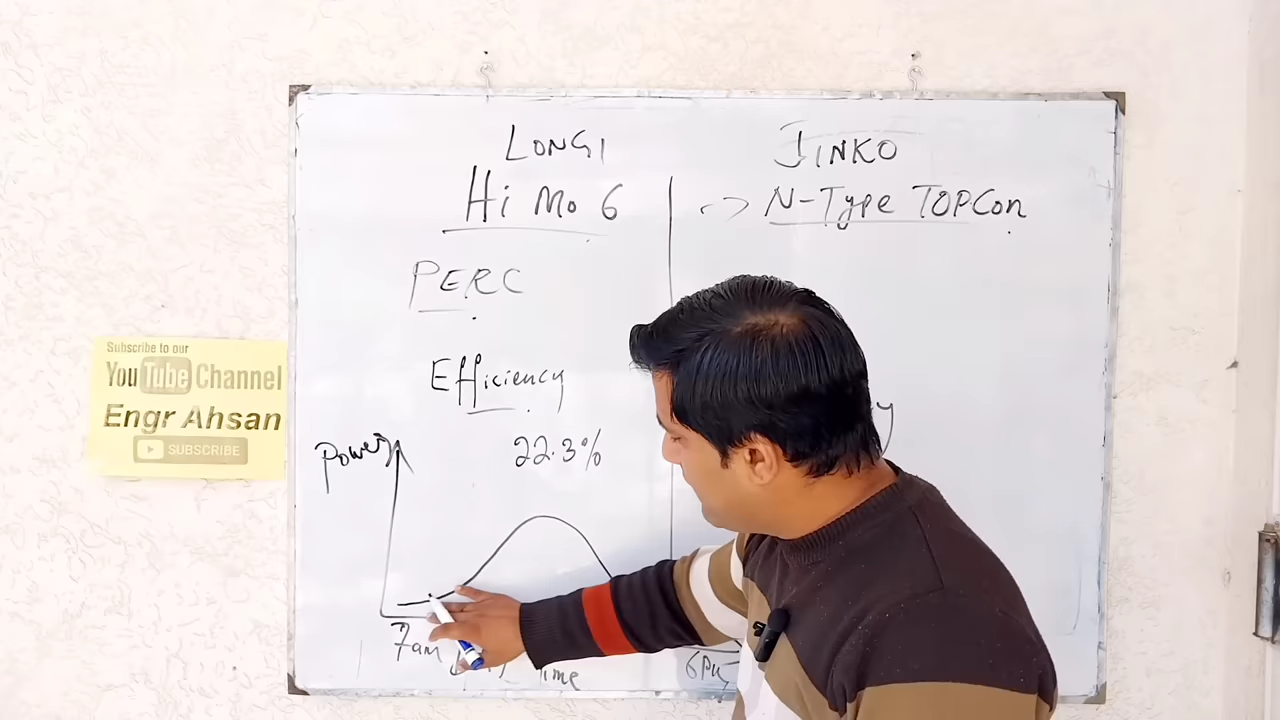 LONGI
Hi Mo 6
PERC
Efficiency
22.3%
Power
7am
Time
JINKO
N-Type TOPCon
y
6PM
Subscribe to our
YouTube Channel
Engr Ahsan
SUBSCRIBE